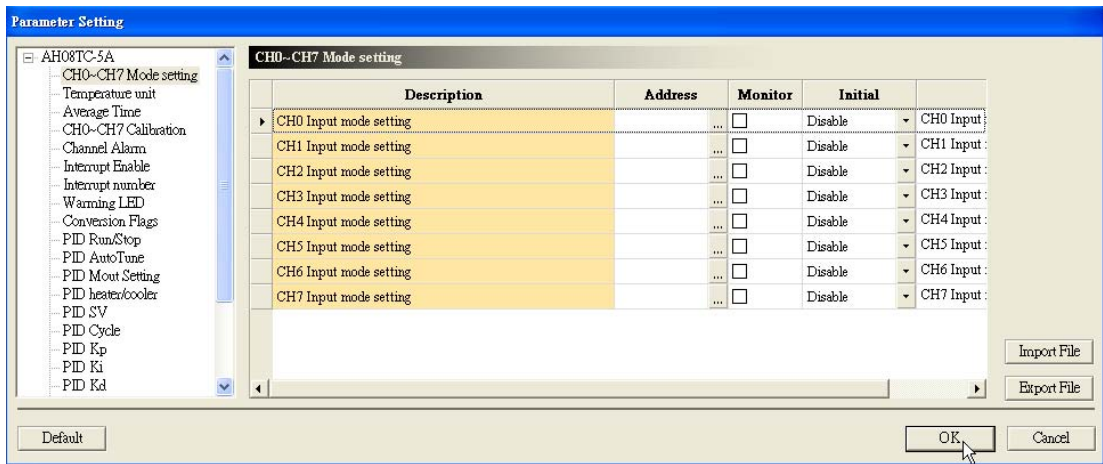 Parameter Setting
AH08TC-5A
CH0~CH7 Mode setting
Temperature unit
Average Time
CH0~CH7 Calibration
Channel Alarm
Interrupt Enable
Interrupt number
Warming LED
Conversion Flags
PID Run/Stop
PID AutoTune
PID Mout Setting
PID heater/cooler
PID SV
PID Cycle
PID Kp
PID Ki
PID Kd
CH0~CH7 Mode setting
Description Address Monitor Initial
CH0 Input mode setting ... Disable CH0 Input :
CH1 Input mode setting ... Disable CH1 Input :
CH2 Input mode setting ... Disable CH2 Input :
CH3 Input mode setting ... Disable CH3 Input :
CH4 Input mode setting ... Disable CH4 Input :
CH5 Input mode setting ... Disable CH5 Input :
CH6 Input mode setting ... Disable CH6 Input :
CH7 Input mode setting ... Disable CH7 Input :
Import File
Export File
Default
OK
Cancel